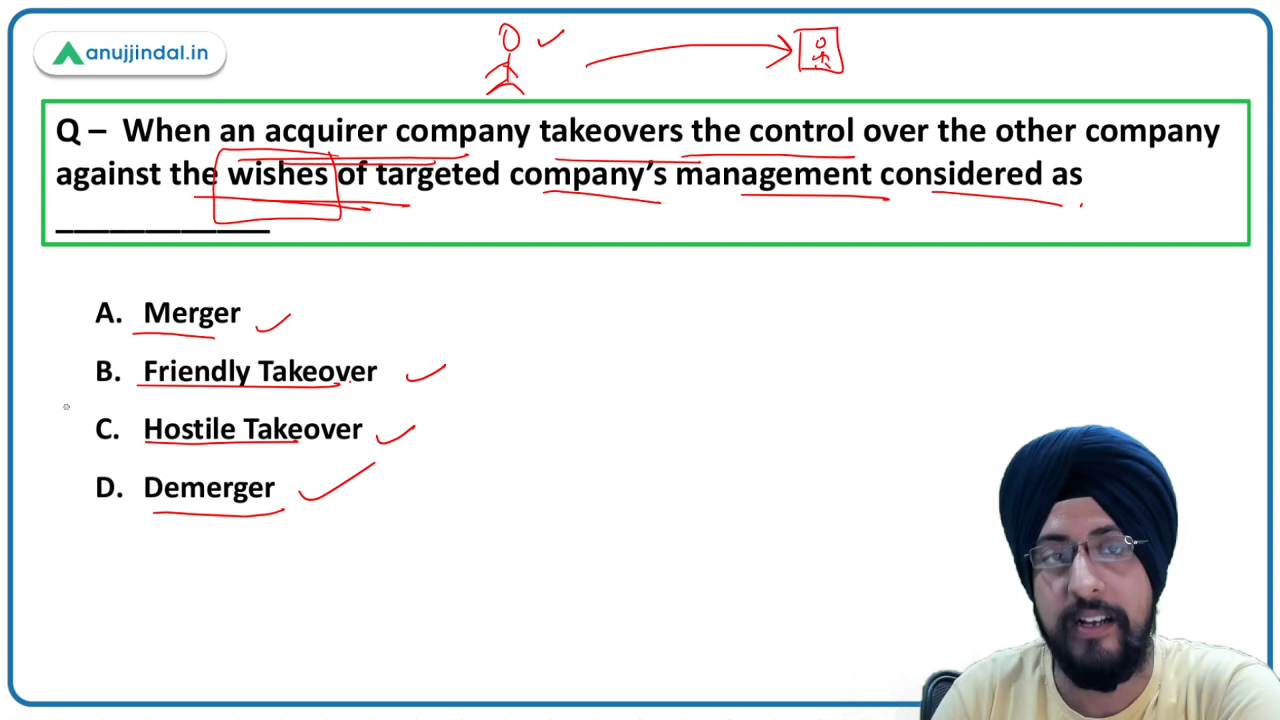 anujjindal.in
Q – When an acquirer company takeovers the control over the other company
against the wishes of targeted company's management considered as
_____________
A. Merger
B. Friendly Takeover
C. Hostile Takeover
D. Demerger